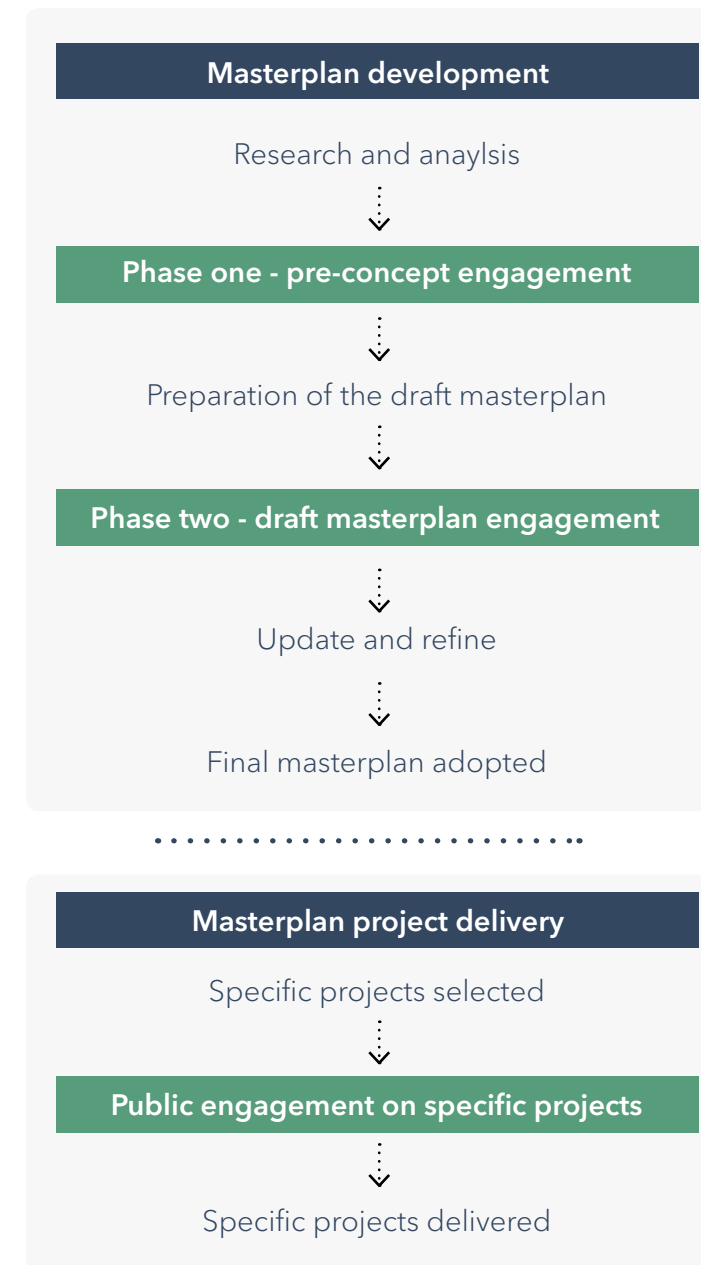 Masterplan development
Research and anaylsis
Phase one - pre-concept engagement
Preparation of the draft masterplan
Phase two - draft masterplan engagement
Update and refine
Final masterplan adopted
Masterplan project delivery
Specific projects selected
Public engagement on specific projects
Specific projects delivered